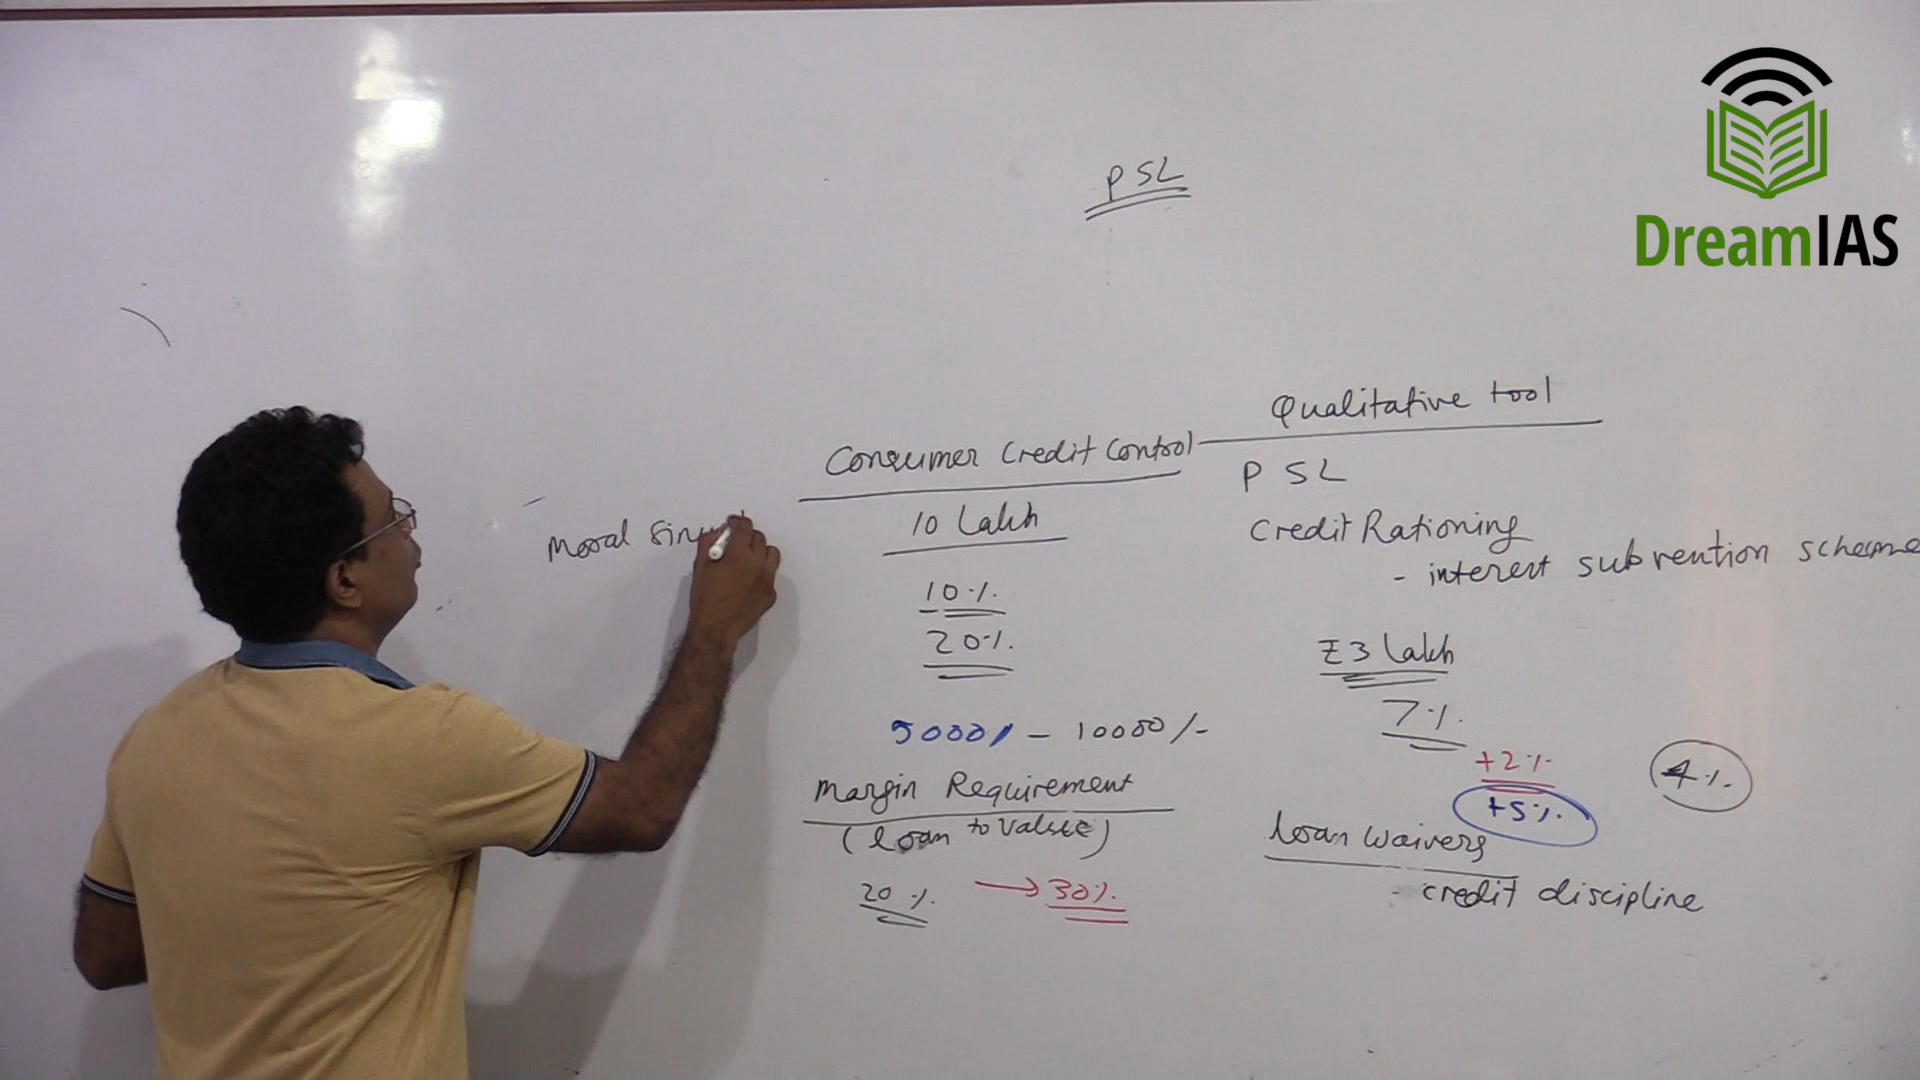 PSL
DreamIAS
Qualitative tool
PSL
Credit Rationing
- interest subvention scheme
₹3 lakh
7%.
+2%.
+5%.
4%.
Loan waivers
- credit discipline
Consumer Credit Control
10 Lakh
10%.
20%.
5000/ - 10000/-
Margin Requirement
(loan to value)
20%. → 30%.
Moral